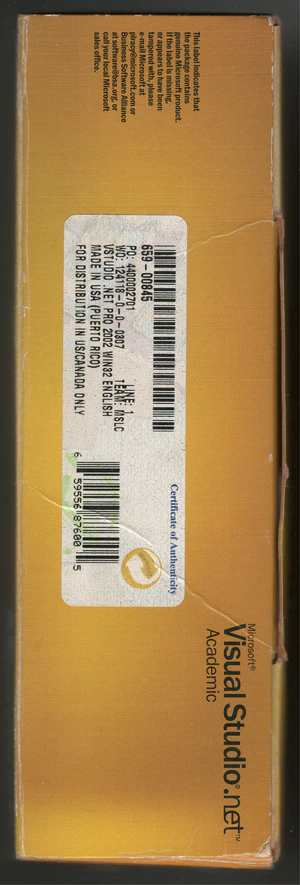 This label indicates that
the package contains
genuine Microsoft product.
If the label is missing,
or appears to have been
tampered with, please
e-mail Microsoft at
piracy@microsoft.com or
Business Software Alliance
at software@bsa.org, or
call your local Microsoft
sales office.
659-00845
PO: 4400002701
LINE: 1
WO: 124118-0-0-0807
TEAM: MSLC
VSTUDIO .NET PRO 2002 WIN32 ENGLISH
MADE IN USA (PUERTO RICO)
FOR DISTRIBUTION IN US/CANADA ONLY
6 59556 87600 5
Certificate of Authenticity
Microsoft®
Visual Studio®.net™
Academic